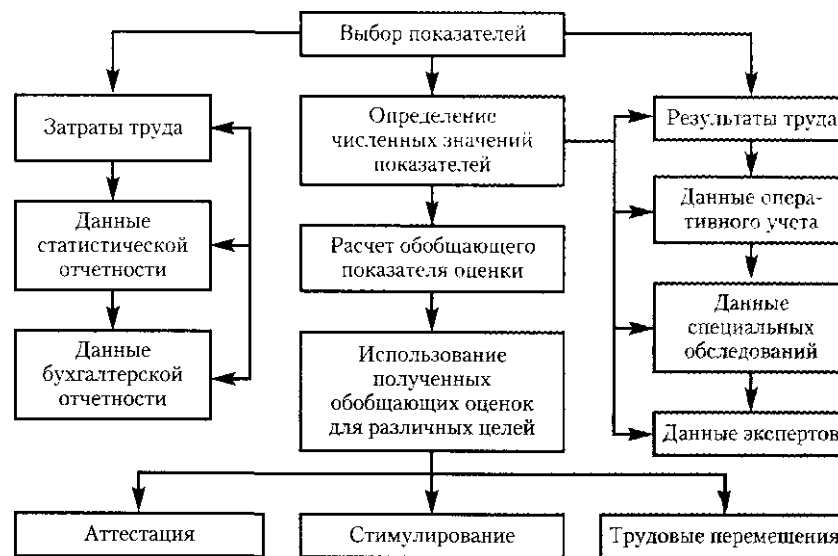 Выбор показателей
Затраты труда
Данные
статистической
отчетности
Данные
бухгалтерской
отчетности
Определение
численных значений
показателей
Расчет обобщающего
показателя оценки
Использование
полученных
обобщающих оценок
для различных целей
Результаты труда
Данные опера-
тивного учета
Данные
специальных
обследований
Данные экспертов
Аттестация
Стимулирование
Трудовые перемещения